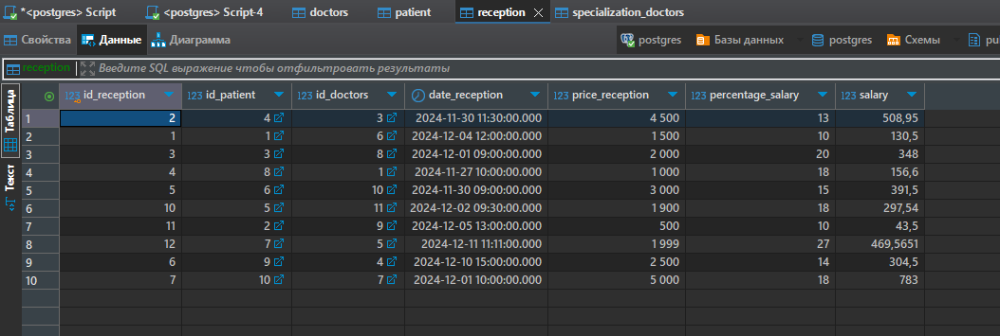 *<postgres> Script <postgres> Script-4 doctors patient reception specialization_doctors
Свойства Данные Диаграмма postgres Базы данных postgres Схемы pu
reception Введите SQL выражение чтобы отфильтровать результаты
Таблица
Текст
123 id_reception 123 id_patient 123 id_doctors date_reception 123 price_reception 123 percentage_salary 123 salary
1 2 4 3 2024-11-30 11:30:00.000 4 500 13 508,95
2 1 1 6 2024-12-04 12:00:00.000 1 500 10 130,5
3 3 3 8 2024-12-01 09:00:00.000 2 000 20 348
4 4 8 1 2024-11-27 10:00:00.000 1 000 18 156,6
5 5 6 10 2024-11-30 09:00:00.000 3 000 15 391,5
6 10 5 11 2024-12-02 09:30:00.000 1 900 18 297,54
7 11 2 9 2024-12-05 13:00:00.000 500 10 43,5
8 12 7 5 2024-12-11 11:11:00.000 1 999 27 469,5651
9 6 9 4 2024-12-10 15:00:00.000 2 500 14 304,5
10 7 10 7 2024-12-01 10:00:00.000 5 000 18 783